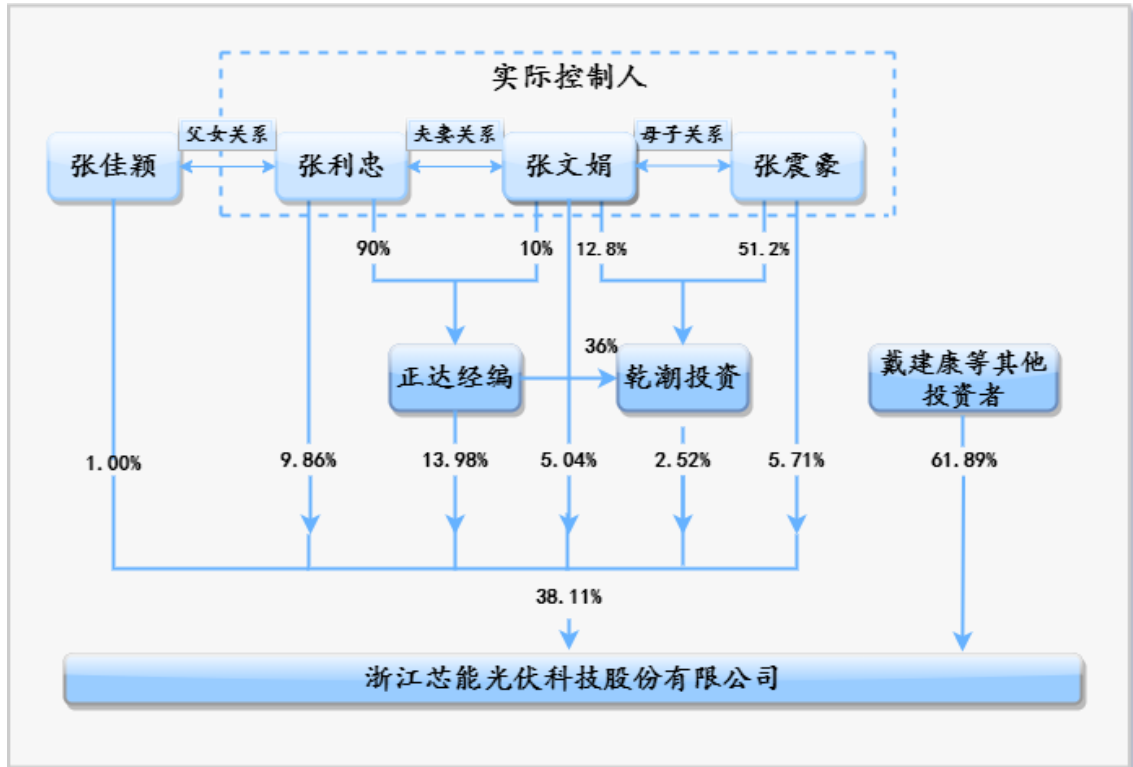 实际控制人
父女关系
夫妻关系
母子关系
张佳颖
张利忠
张文娟
张震豪
90%
10%
12.8%
51.2%
36%
正达经编
乾潮投资
戴建康等其他
投资者
1.00%
9.86%
13.98%
5.04%
2.52%
5.71%
61.89%
38.11%
浙江芯能光伏科技股份有限公司